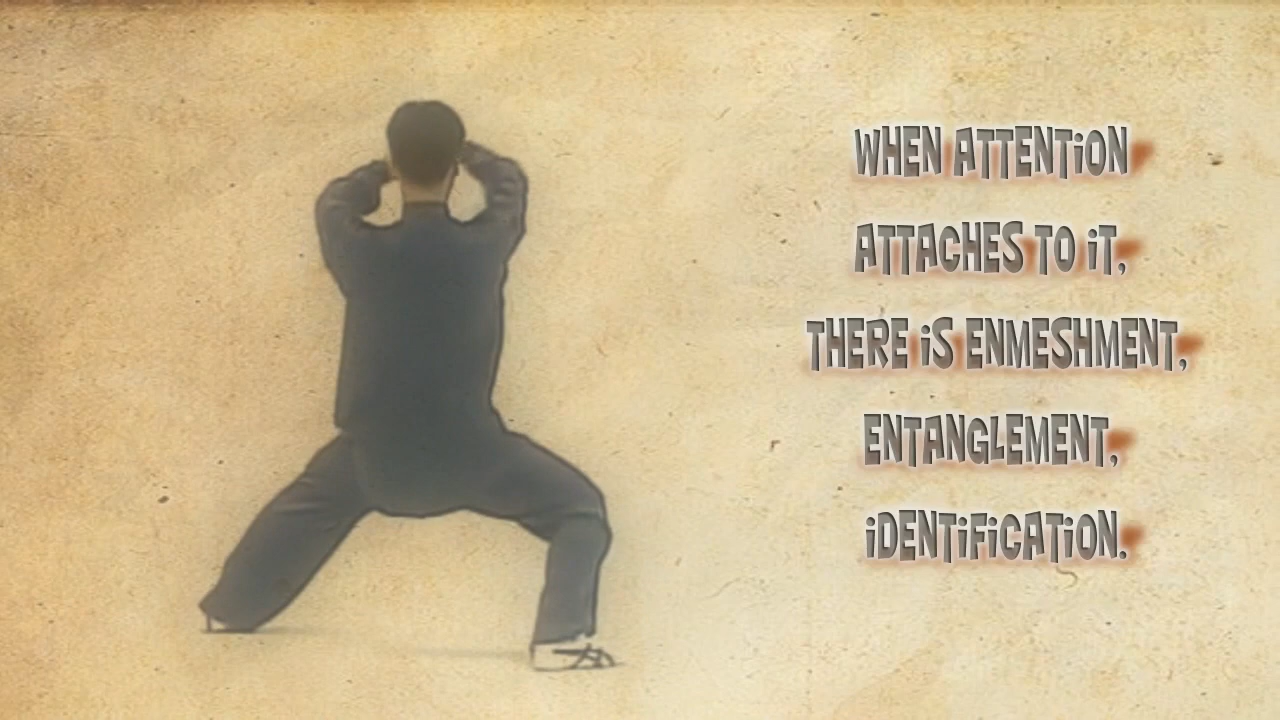 WHEN ATTENTION
ATTACHES TO IT,
THERE IS ENMESHMENT,
ENTANGLEMENT,
IDENTIFICATION.